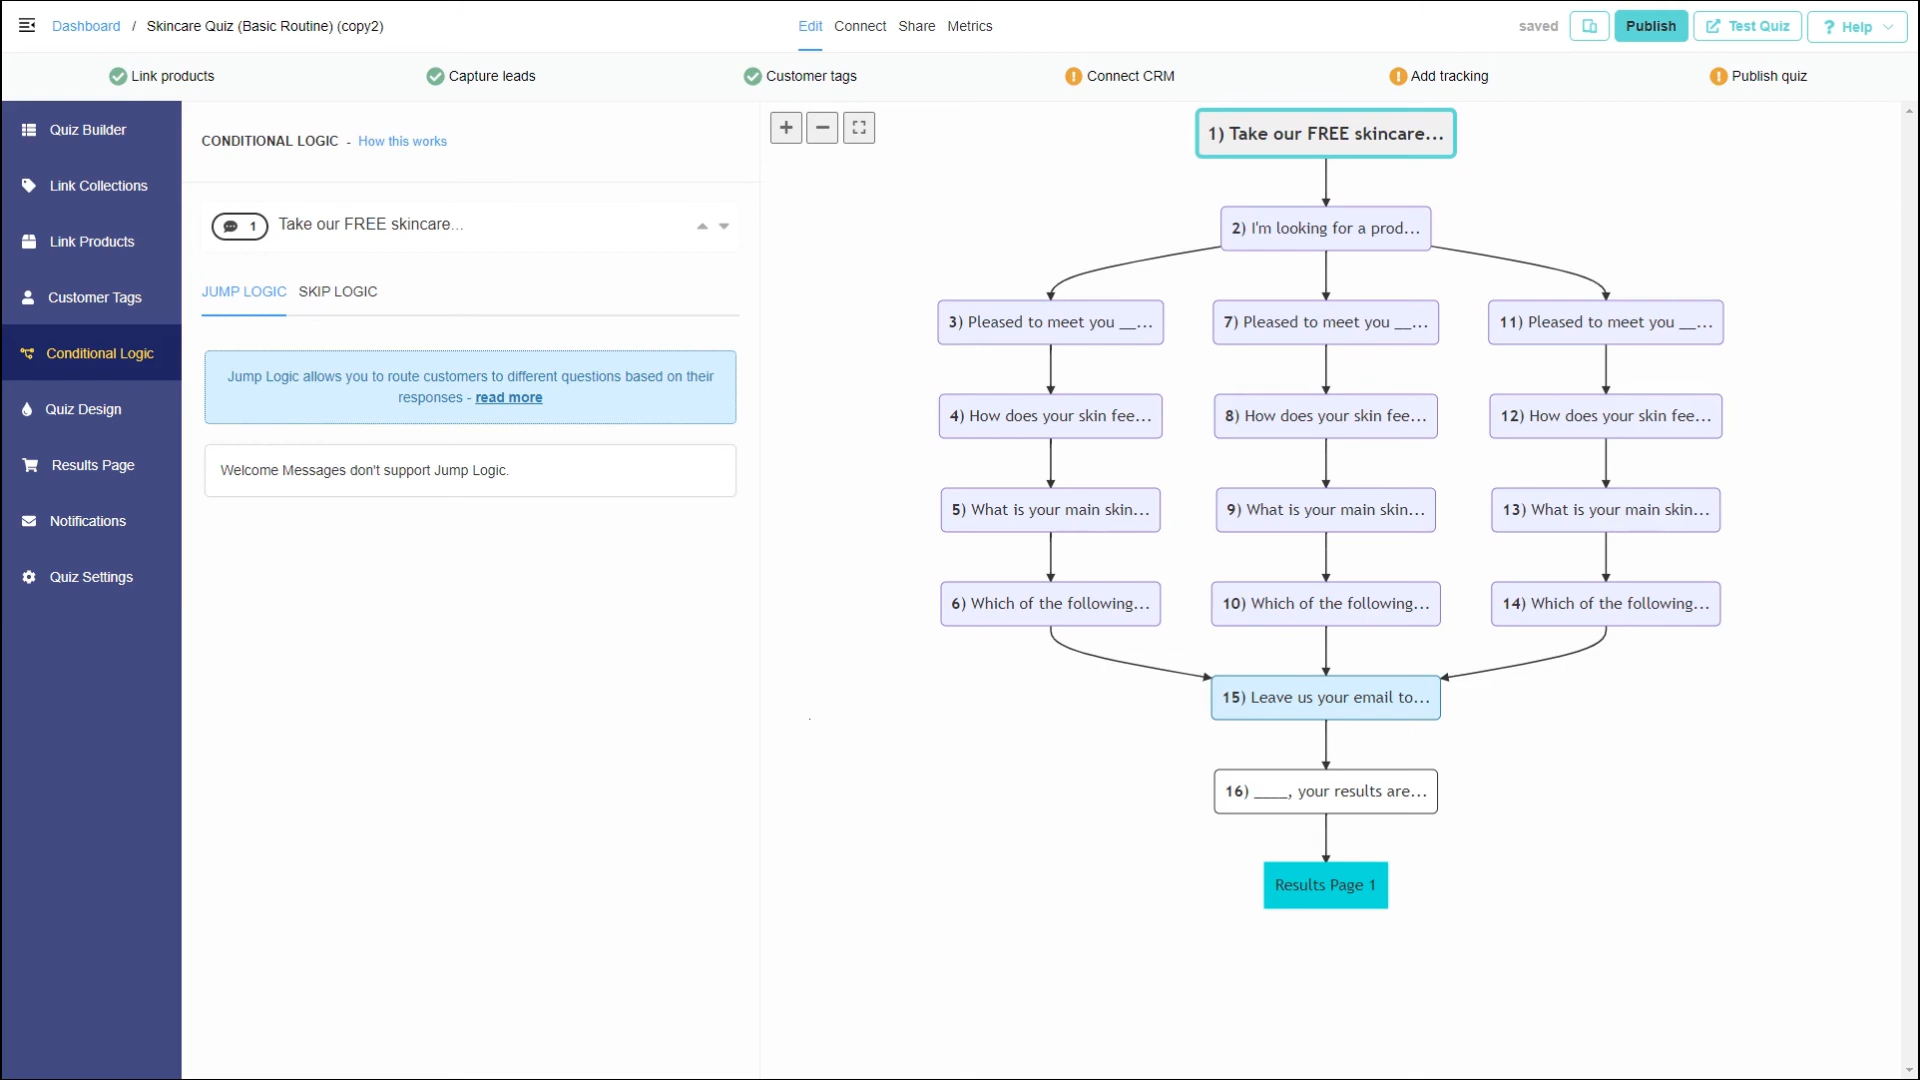 Dashboard / Skincare Quiz (Basic Routine) (copy2)
Edit Connect Share Metrics
saved Publish Test Quiz ? Help
Link products Capture leads Customer tags Connect CRM Add tracking Publish quiz
Quiz Builder
Link Collections
Link Products
Customer Tags
Conditional Logic
Quiz Design
Results Page
Notifications
Quiz Settings
CONDITIONAL LOGIC - How this works
1 Take our FREE skincare...
JUMP LOGIC SKIP LOGIC
Jump Logic allows you to route customers to different questions based on their
responses - read more
Welcome Messages don't support Jump Logic.
1) Take our FREE skincare...
2) I'm looking for a prod...
3) Pleased to meet you __... 7) Pleased to meet you __... 11) Pleased to meet you __...
4) How does your skin fee... 8) How does your skin fee... 12) How does your skin fee...
5) What is your main skin... 9) What is your main skin... 13) What is your main skin...
6) Which of the following... 10) Which of the following... 14) Which of the following...
15) Leave us your email to...
16) ____, your results are...
Results Page 1